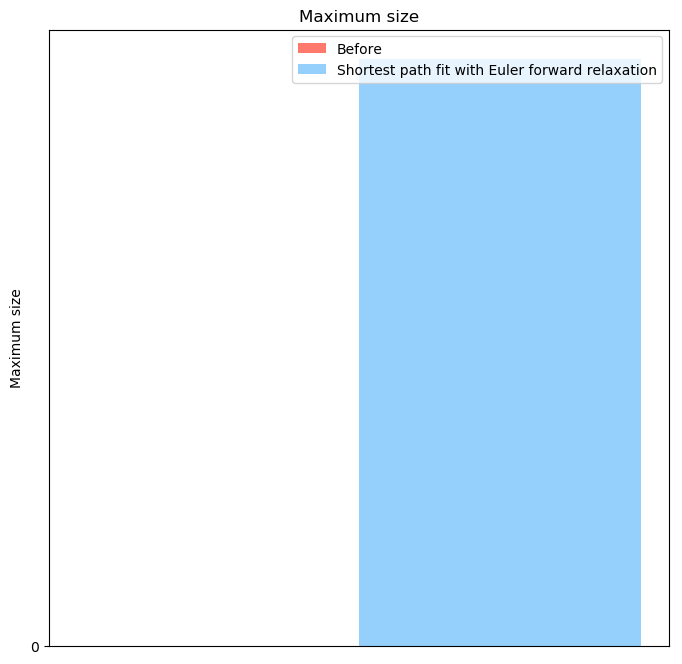 Maximum size
Before
Shortest path fit with Euler forward relaxation
Maximum size
0